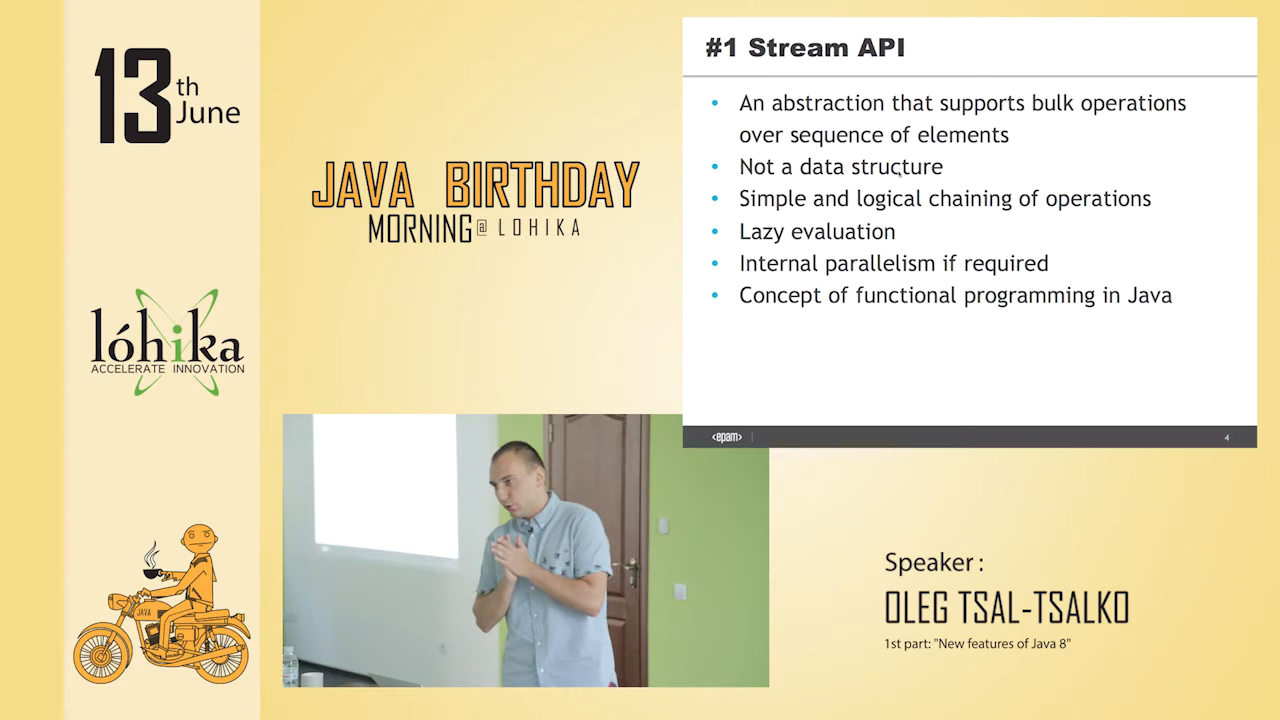 13th June
JAVA BIRTHDAY
MORNING@LOHIKA
lóhika
ACCELERATE INNOVATION
JAVA
#1 Stream API
• An abstraction that supports bulk operations
over sequence of elements
• Not a data structure
• Simple and logical chaining of operations
• Lazy evaluation
• Internal parallelism if required
• Concept of functional programming in Java
<epam>
4
Speaker :
OLEG TSAL-TSALKO
1st part: "New features of Java 8"